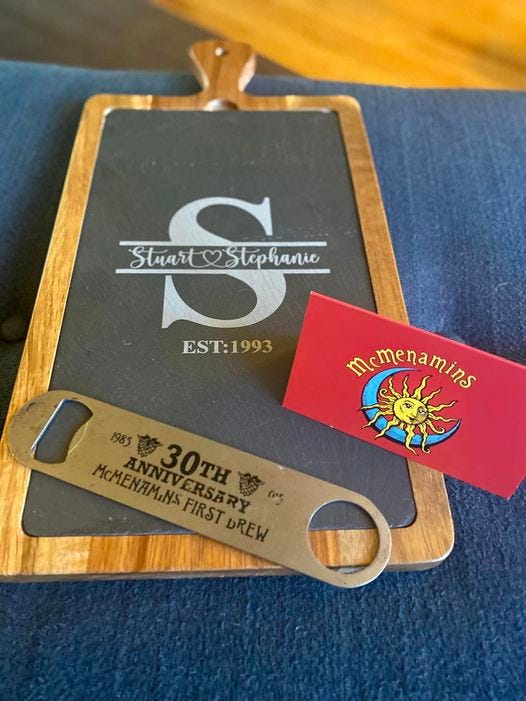 S
Stuart Stephanie
EST:1993
McMenamins
1985 30TH
ANNIVERSARY
McMENAMINS FIRST BREW